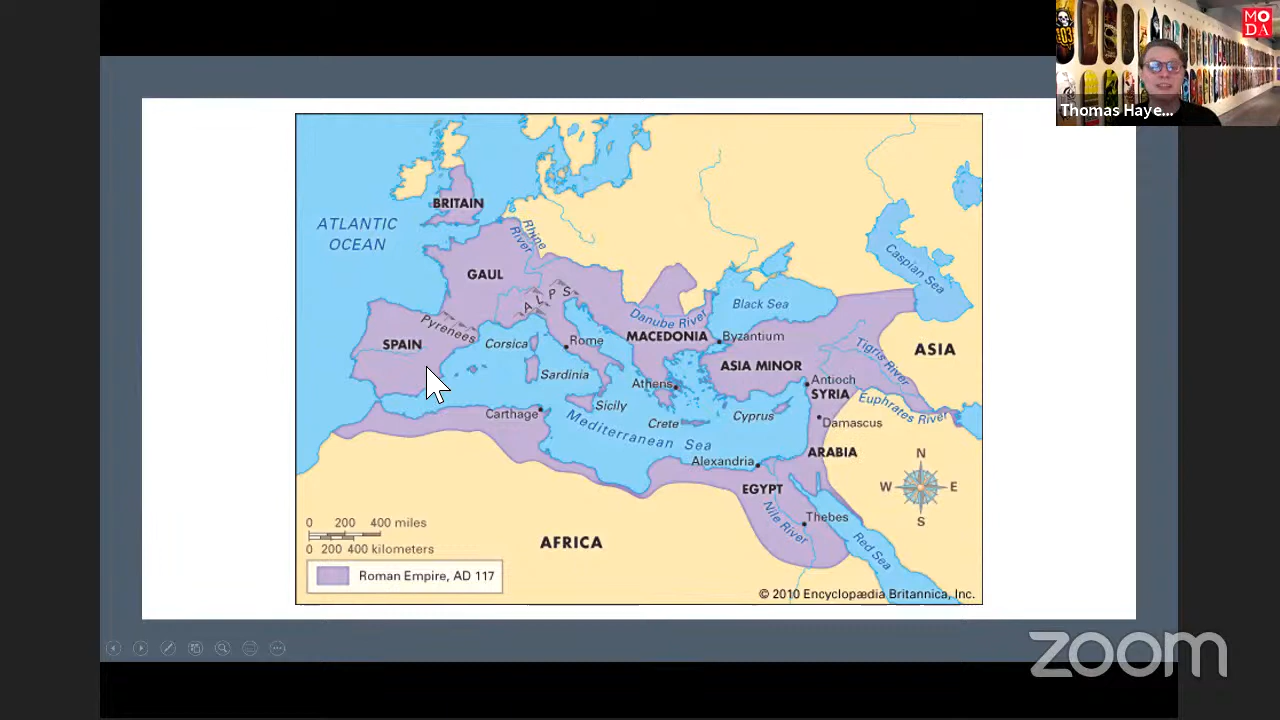 MO
DA
Thomas Haye...
ATLANTIC
OCEAN
BRITAIN
Rhine
River
GAUL
ALPS
Pyrenees
SPAIN
Corsica
Rome
Sardinia
Sicily
Carthage
Danube River
MACEDONIA
Byzantium
Black Sea
Caspian Sea
ASIA MINOR
ASIA
Tigris River
Athens
Antioch
SYRIA
Euphrates River
Crete
Cyprus
Damascus
Mediterranean Sea
ARABIA
Alexandria
EGYPT
Nile River
Thebes
Red Sea
N
W
E
S
0 200 400 miles
0 200 400 kilometers
AFRICA
Roman Empire, AD 117
© 2010 Encyclopædia Britannica, Inc.
zoom